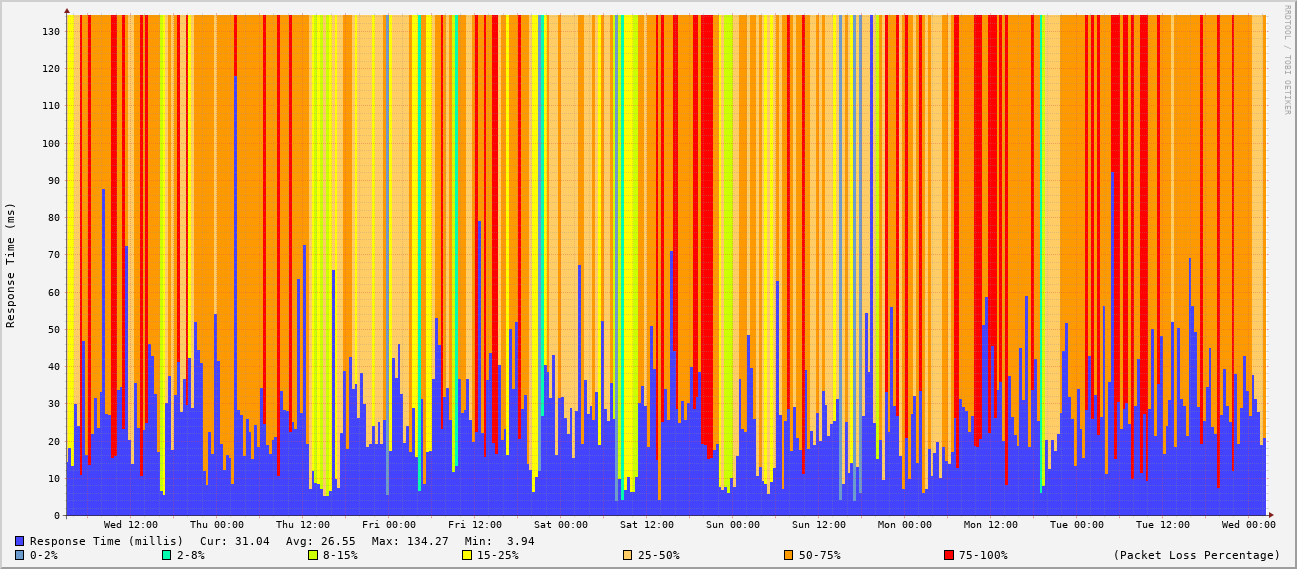 RRDTOOL / TOBI OETIKER
Response Time (ms)
130
120
110
100
90
80
70
60
50
40
30
20
10
0
Wed 12:00 Thu 00:00 Thu 12:00 Fri 00:00 Fri 12:00 Sat 00:00 Sat 12:00 Sun 00:00 Sun 12:00 Mon 00:00 Mon 12:00 Tue 00:00 Tue 12:00 Wed 00:00
Response Time (millis) Cur: 31.04 Avg: 26.55 Max: 134.27 Min: 3.94
0-2% 2-8% 8-15% 15-25% 25-50% 50-75% 75-100% (Packet Loss Percentage)